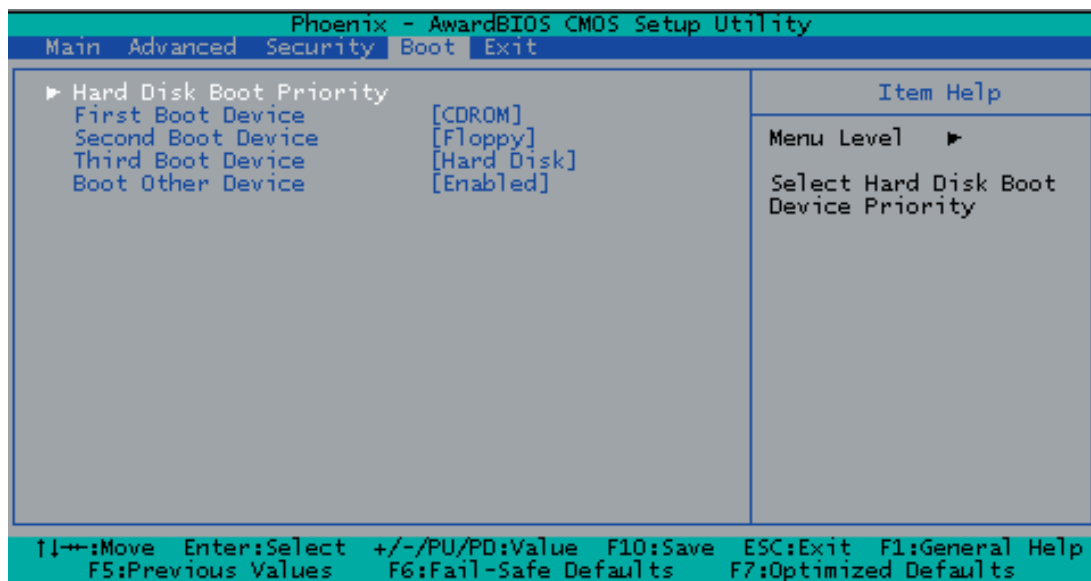 Phoenix - AwardBIOS CMOS Setup Utility
Main Advanced Security Boot Exit
► Hard Disk Boot Priority
First Boot Device [CDROM]
Second Boot Device [Floppy]
Third Boot Device [Hard Disk]
Boot Other Device [Enabled]
Item Help
Menu Level ►
Select Hard Disk Boot
Device Priority
↑↓→←:Move Enter:Select +/-/PU/PD:Value F10:Save ESC:Exit F1:General Help
F5:Previous Values F6:Fail-Safe Defaults F7:Optimized Defaults